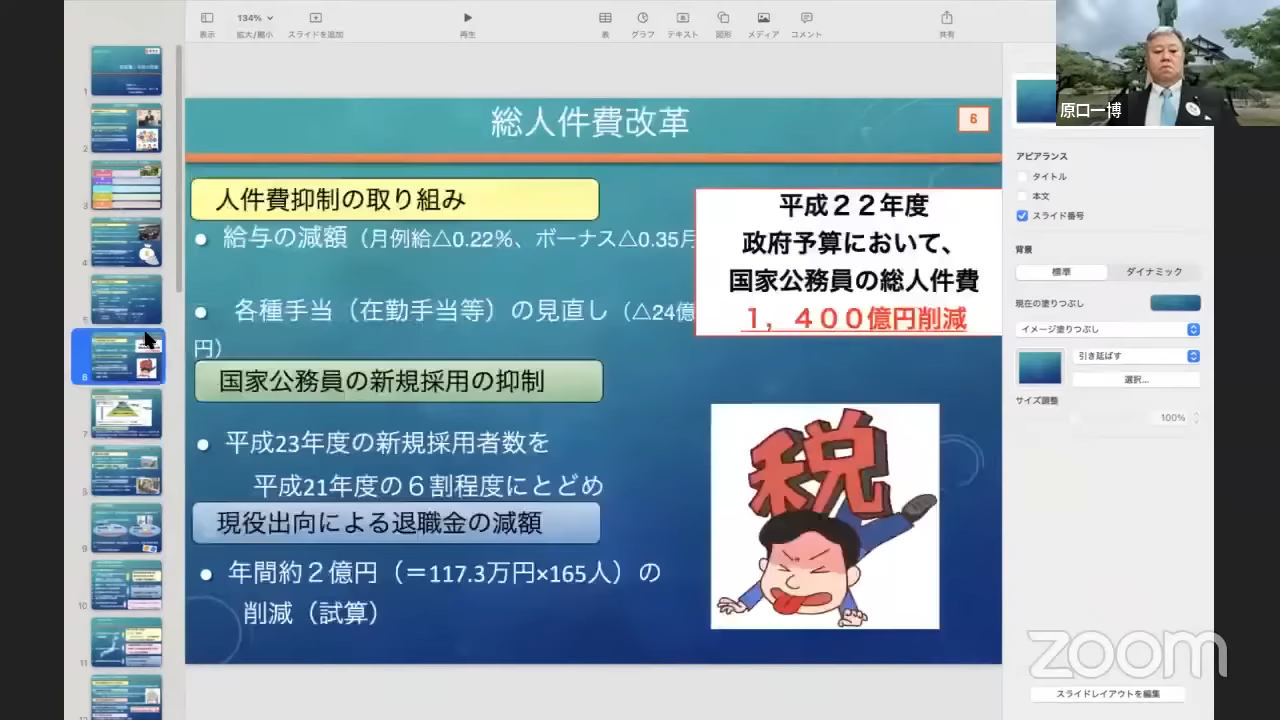 134%
表示
拡大/縮小
スライドを追加
再生
表
グラフ
テキスト
図形
メディア
コメント
共有
原口一博
総人件費改革
6
人件費抑制の取り組み
給与の減額（月例給△0.22%、ボーナス△0.35月
各種手当（在勤手当等）の見直し（△24億
円）
平成２２年度
政府予算において、
国家公務員の総人件費
１，４００億円削減
国家公務員の新規採用の抑制
平成23年度の新規採用者数を
平成21年度の６割程度にとどめ
現役出向による退職金の減額
年間約２億円（＝117.3万円×165人）の
削減（試算）
税
アピアランス
タイトル
本文
スライド番号
背景
標準
ダイナミック
現在の塗りつぶし
イメージ塗りつぶし
引き延ばす
選択...
サイズ調整
100%
zoom
スライドレイアウトを編集
1
2
3
4
5
6
7
8
9
10
11